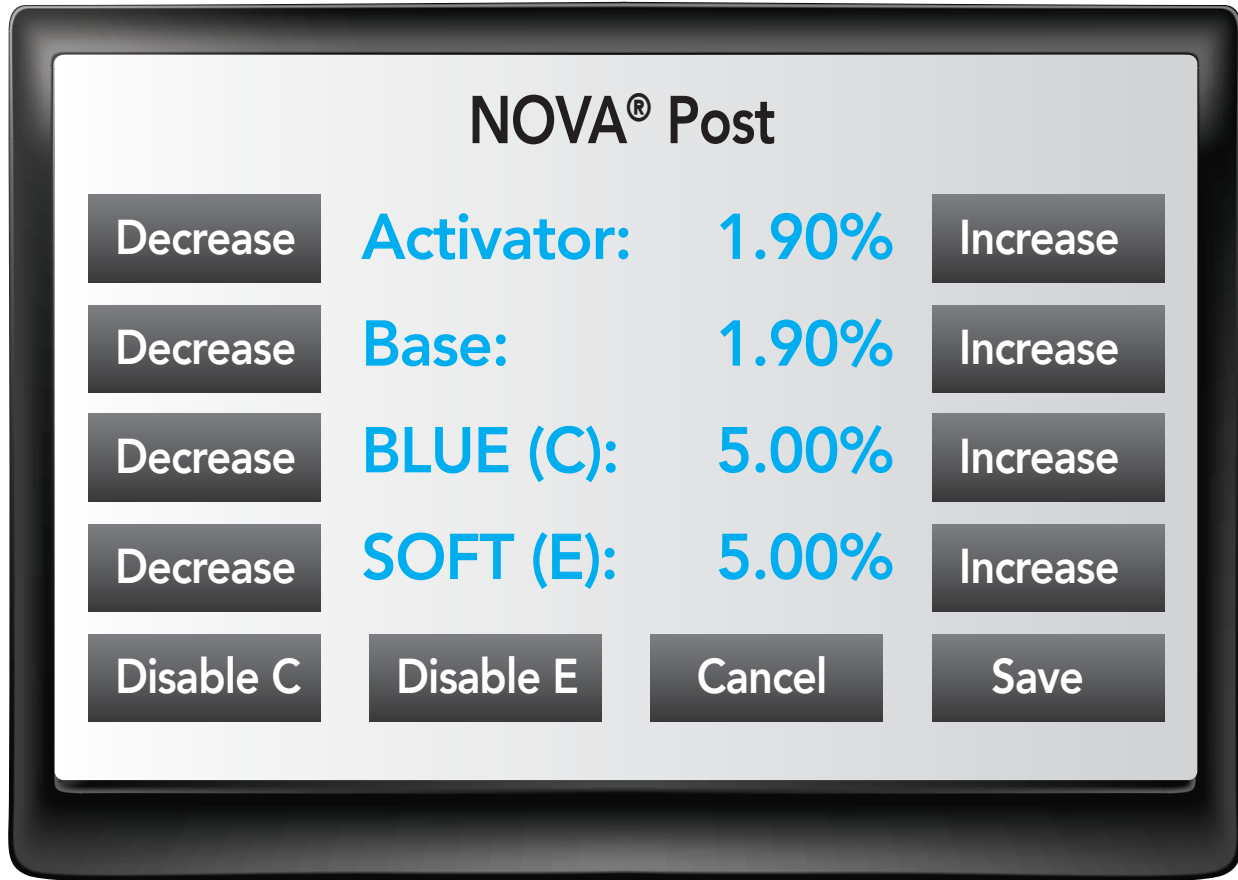 NOVA® Post
Decrease Activator: 1.90% Increase
Decrease Base: 1.90% Increase
Decrease BLUE (C): 5.00% Increase
Decrease SOFT (E): 5.00% Increase
Disable C Disable E Cancel Save